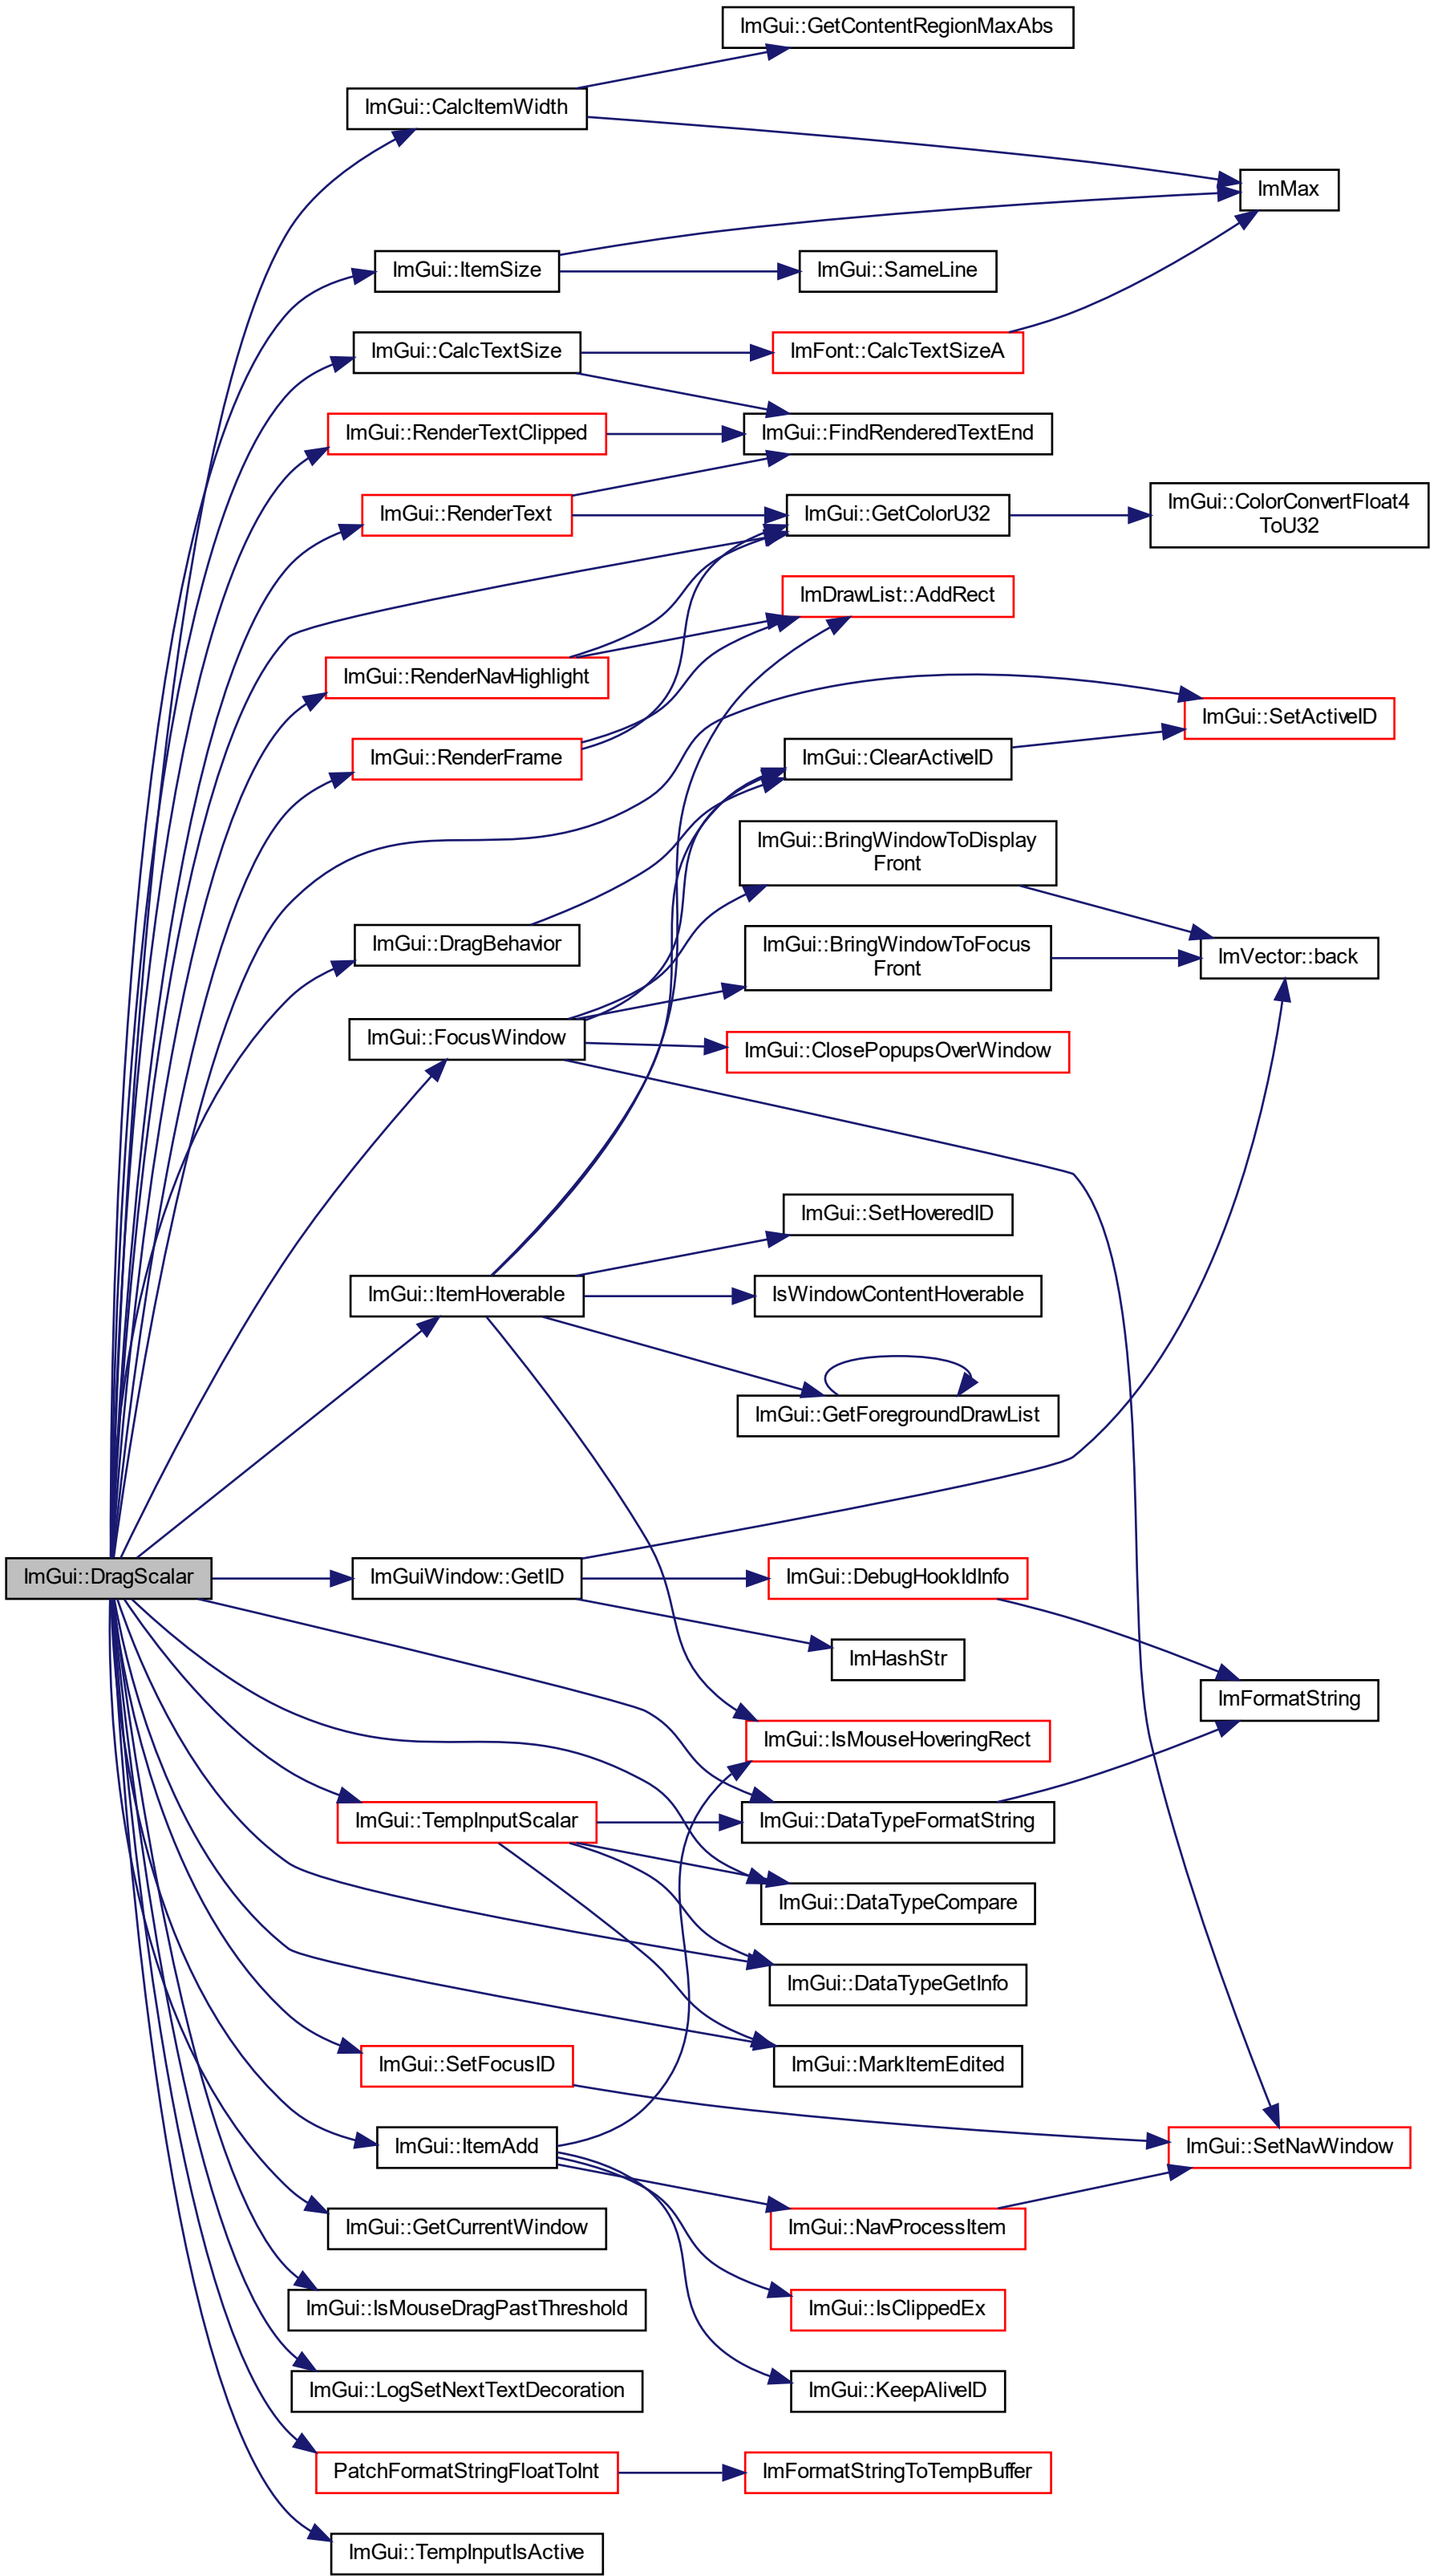 ImGui::GetContentRegionMaxAbs
ImGui::CalcItemWidth
ImMax
ImGui::ItemSize
ImGui::SameLine
ImGui::CalcTextSize
ImFont::CalcTextSizeA
ImGui::RenderTextClipped
ImGui::FindRenderedTextEnd
ImGui::RenderText
ImGui::GetColorU32
ImGui::ColorConvertFloat4
ToU32
ImDrawList::AddRect
ImGui::RenderNavHighlight
ImGui::SetActiveID
ImGui::RenderFrame
ImGui::ClearActiveID
ImGui::BringWindowToDisplay
Front
ImGui::DragBehavior
ImGui::BringWindowToFocus
Front
ImVector::back
ImGui::FocusWindow
ImGui::ClosePopupsOverWindow
ImGui::SetHoveredID
ImGui::ItemHoverable
IsWindowContentHoverable
ImGui::GetForegroundDrawList
ImGui::DragScalar
ImGuiWindow::GetID
ImGui::DebugHookIdInfo
ImHashStr
ImFormatString
ImGui::IsMouseHoveringRect
ImGui::TempInputScalar
ImGui::DataTypeFormatString
ImGui::DataTypeCompare
ImGui::DataTypeGetInfo
ImGui::SetFocusID
ImGui::MarkItemEdited
ImGui::ItemAdd
ImGui::SetNavWindow
ImGui::GetCurrentWindow
ImGui::NavProcessItem
ImGui::IsMouseDragPastThreshold
ImGui::IsClippedEx
ImGui::LogSetNextTextDecoration
ImGui::KeepAliveID
PatchFormatStringFloatToInt
ImFormatStringToTempBuffer
ImGui::TempInputIsActive